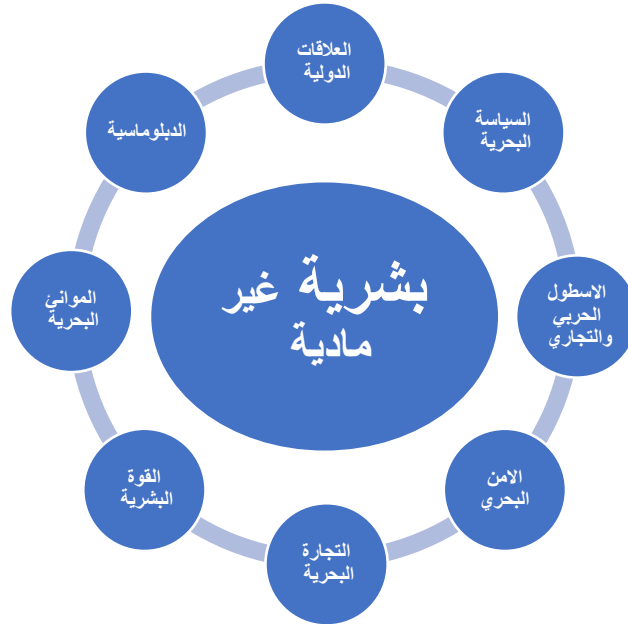 العلاقات
الدولية
السياسة
البحرية
الاسطول
الحربي
والتجاري
الامن
البحري
التجارة
البحرية
القوة
البشرية
الموانئ
البحرية
الدبلوماسية
بشرية غير
مادية